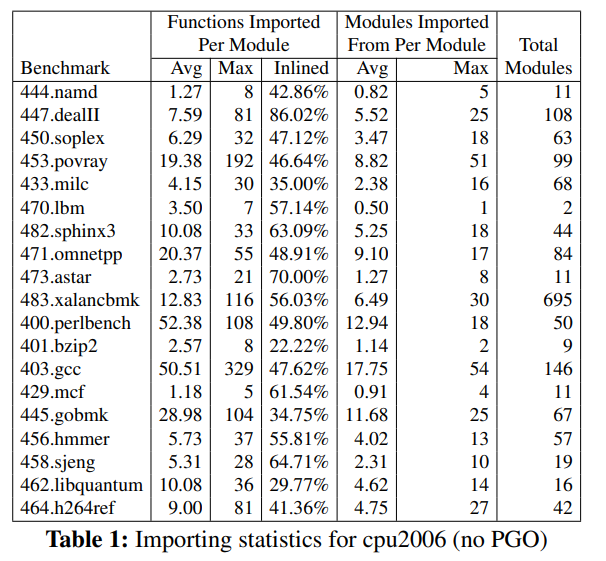 Functions Imported Modules Imported
Per Module From Per Module Total
Benchmark Avg Max Inlined Avg Max Modules
444.namd 1.27 8 42.86% 0.82 5 11
447.dealII 7.59 81 86.02% 5.52 25 108
450.soplex 6.29 32 47.12% 3.47 18 63
453.povray 19.38 192 46.64% 8.82 51 99
433.milc 4.15 30 35.00% 2.38 16 68
470.lbm 3.50 7 57.14% 0.50 1 2
482.sphinx3 10.08 33 63.09% 5.25 18 44
471.omnetpp 20.37 55 48.91% 9.10 17 84
473.astar 2.73 21 70.00% 1.27 8 11
483.xalancbmk 12.83 116 56.03% 6.49 30 695
400.perlbench 52.38 108 49.80% 12.94 18 50
401.bzip2 2.57 8 22.22% 1.14 2 9
403.gcc 50.51 329 47.62% 17.75 54 146
429.mcf 1.18 5 61.54% 0.91 4 11
445.gobmk 28.98 104 34.75% 11.68 25 67
456.hmmer 5.73 37 55.81% 4.02 13 57
458.sjeng 5.31 28 64.71% 2.31 10 19
462.libquantum 10.08 36 29.77% 4.62 14 16
464.h264ref 9.00 81 41.36% 4.75 27 42
Table 1: Importing statistics for cpu2006 (no PGO)